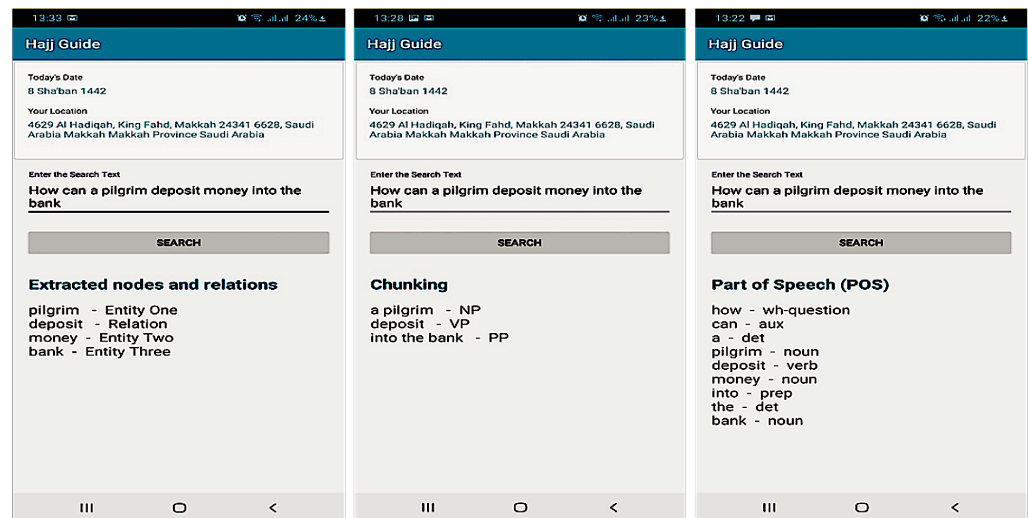 13:33 24%
Hajj Guide
Today's Date
8 Sha'ban 1442
Your Location
4629 Al Hadiqah, King Fahd, Makkah 24341 6628, Saudi
Arabia Makkah Makkah Province Saudi Arabia
Enter the Search Text
How can a pilgrim deposit money into the
bank
SEARCH
Extracted nodes and relations
pilgrim - Entity One
deposit - Relation
money - Entity Two
bank - Entity Three
13:28 23%
Hajj Guide
Today's Date
8 Sha'ban 1442
Your Location
4629 Al Hadiqah, King Fahd, Makkah 24341 6628, Saudi
Arabia Makkah Makkah Province Saudi Arabia
Enter the Search Text
How can a pilgrim deposit money into the
bank
SEARCH
Chunking
a pilgrim - NP
deposit - VP
into the bank - PP
13:22 22%
Hajj Guide
Today's Date
8 Sha'ban 1442
Your Location
4629 Al Hadiqah, King Fahd, Makkah 24341 6628, Saudi
Arabia Makkah Makkah Province Saudi Arabia
Enter the Search Text
How can a pilgrim deposit money into the
bank
SEARCH
Part of Speech (POS)
how - wh-question
can - aux
a - det
pilgrim - noun
deposit - verb
money - noun
into - prep
the - det
bank - noun